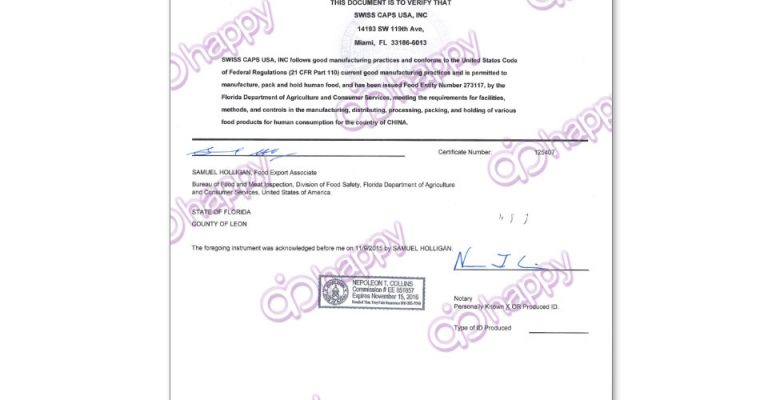 THIS DOCUMENT IS TO VERIFY THAT
SWISS CAPS USA, INC
14193 SW 119th Ave,
Miami, FL 33186-6013
SWISS CAPS USA, INC follows good manufacturing practices and conforms to the United States Code
of Federal Regulations (21 CFR Part 110) current good manufacturing practices and is permitted to
manufacture, pack and hold human food, and has been issued Food Entity Number 273117, by the
Florida Department of Agriculture and Consumer Services, meeting the requirements for facilities,
methods, and controls in the manufacturing, distributing, processing, packing, and holding of various
food products for human consumption for the country of CHINA.
Certificate Number: 125407
SAMUEL HOLLIGAN, Food Export Associate
Bureau of Food and Meat Inspection, Division of Food Safety, Florida Department of Agriculture
and Consumer Services, United States of America.
STATE OF FLORIDA
COUNTY OF LEON
The foregoing instrument was acknowledged before me on 11/9/2015 by SAMUEL HOLLIGAN.
NEPOLEON T. COLLINS
Commission # EE 851857
Expires November 15, 2016
Notary
Personally Known X OR Produced ID.
Type of ID Produced
happy
happy
happy
happy
happy
happy